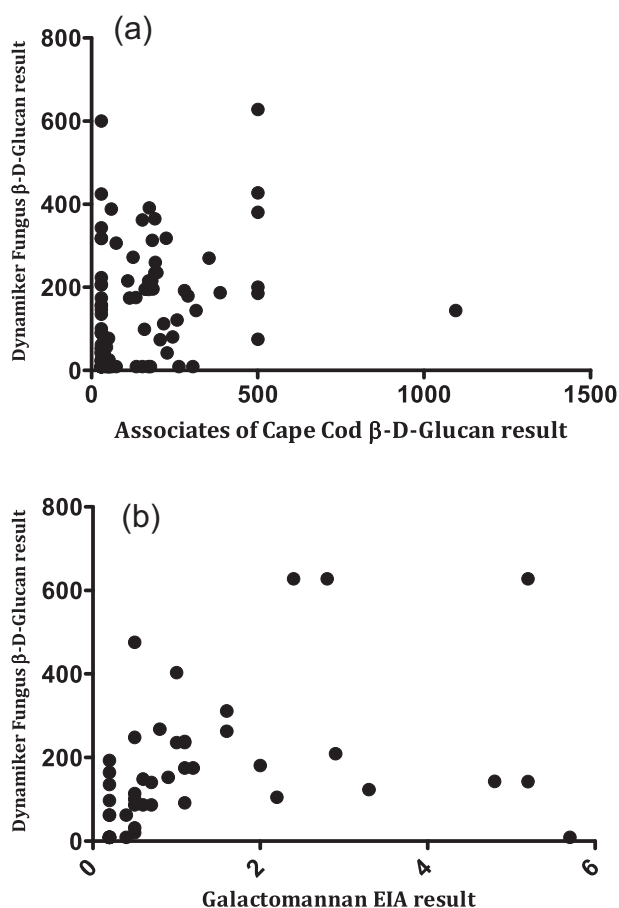 (a)
Dynamiker Fungus β-D-Glucan result
800
600
400
200
0
0 500 1000 1500
Associates of Cape Cod β-D-Glucan result
(b)
Dynamiker Fungus β-D-Glucan result
800
600
400
200
0
0 2 4 6
Galactomannan EIA result